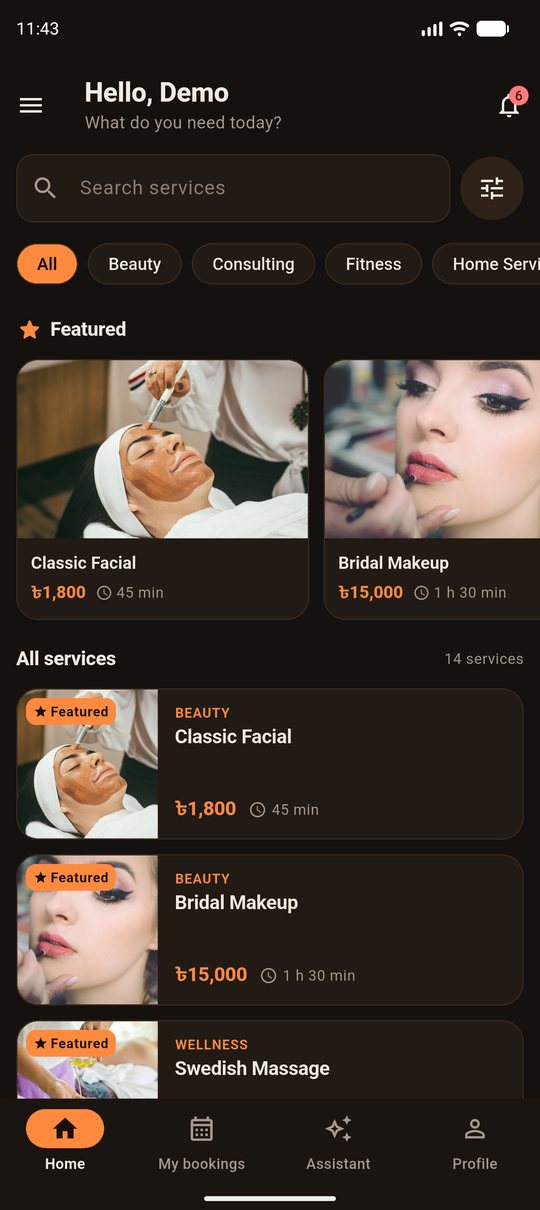 11:43
Hello, Demo
6
What do you need today?
Search services
All
Beauty
Consulting
Fitness
Home Servi
Featured
Classic Facial
৳1,800
45 min
Bridal Makeup
৳15,000
1 h 30 min
All services
14 services
Featured
BEAUTY
Classic Facial
৳1,800
45 min
Featured
BEAUTY
Bridal Makeup
৳15,000
1 h 30 min
Featured
WELLNESS
Swedish Massage
Home
My bookings
Assistant
Profile